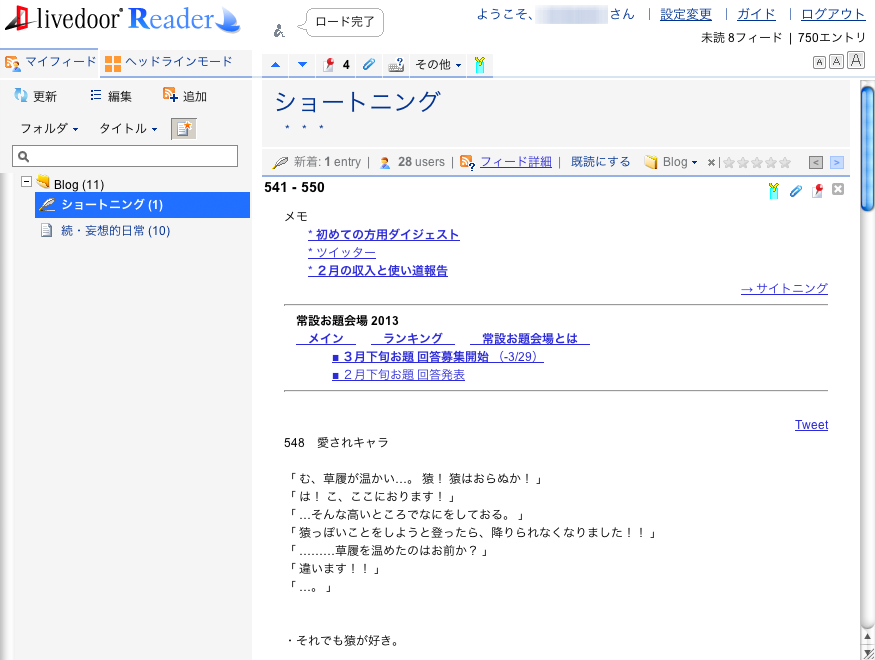 livedoor Reader
ロード完了
ようこそ、 さん | 設定変更 | ガイド | ログアウト
未読 8フィード | 750エントリ
マイフィード ヘッドラインモード
4 その他
A A A
更新 編集 追加
フォルダ タイトル
Blog (11)
ショートニング (1)
続・妄想的日常 (10)
ショートニング
* * *
新着: 1 entry | 28 users | フィード詳細 | 既読にする Blog
541 - 550
メモ
* 初めての方用ダイジェスト
* ツイッター
* 2月の収入と使い道報告
→ サイトニング
常設お題会場 2013
メイン ランキング 常設お題会場とは
■ 3月下旬お題 回答募集開始 (-3/29)
■ 2月下旬お題 回答発表
Tweet
548 愛されキャラ
「 む、草履が温かい…。 猿! 猿はおらぬか! 」
「 は! こ、ここにおります! 」
「 …そんな高いところでなにをしておる。 」
「 猿っぽいことをしようと登ったら、降りられなくなりました!! 」
「 ………草履を温めたのはお前か? 」
「 違います!! 」
「 …。 」
・それでも猿が好き。